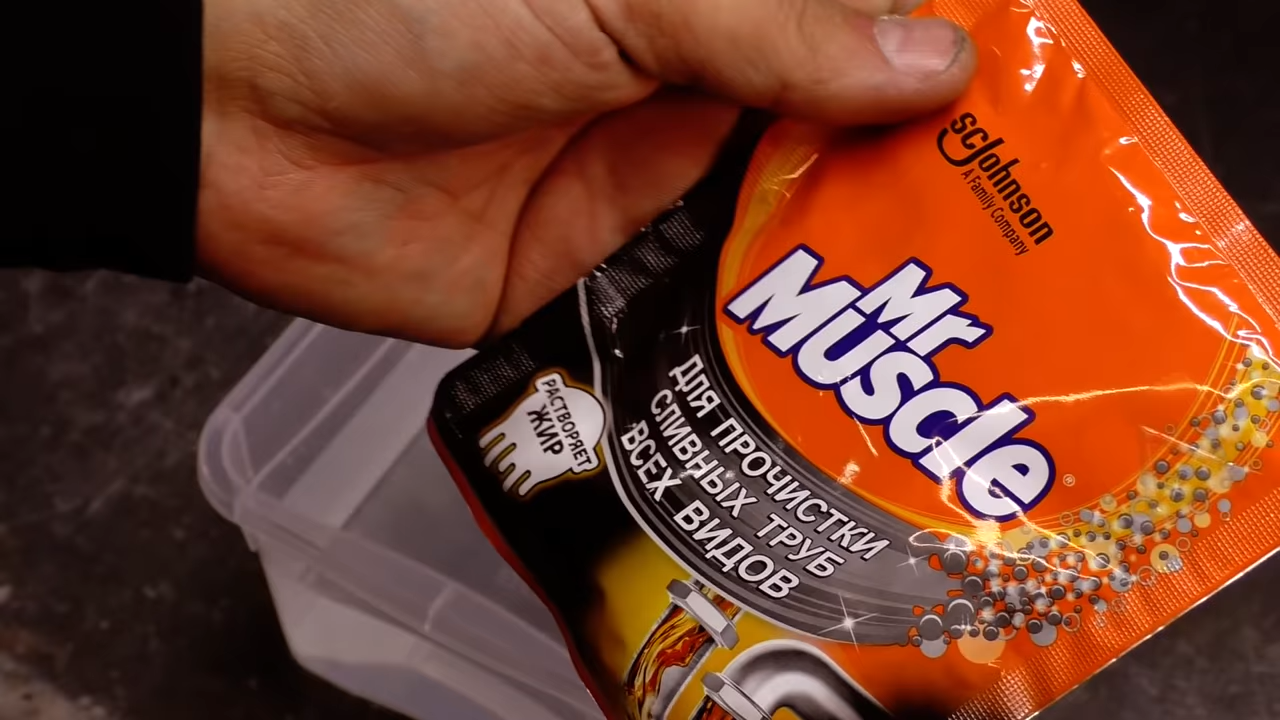 SCJohnson
A Family Company
Mr
Muscle
®
ДЛЯ ПРОЧИСТКИ
СЛИВНЫХ ТРУБ
ВСЕХ ВИДОВ
РАСТВОРЯЕТ
ЖИР